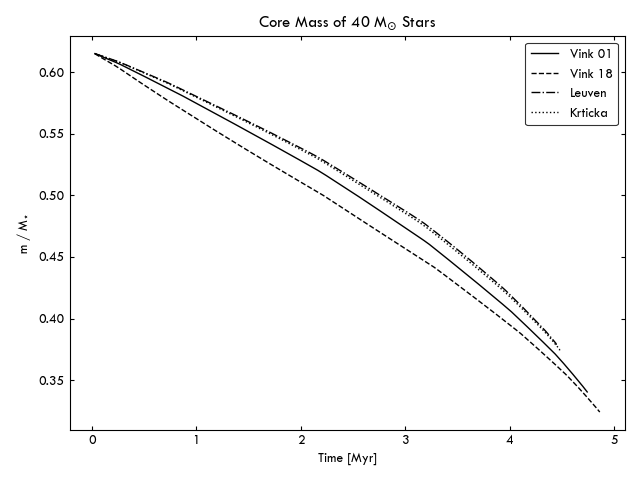 Core Mass of 40 M☉ Stars
Vink 01
Vink 18
Leuven
Krticka
m / M⋆
0.60
0.55
0.50
0.45
0.40
0.35
0 1 2 3 4 5
Time [Myr]